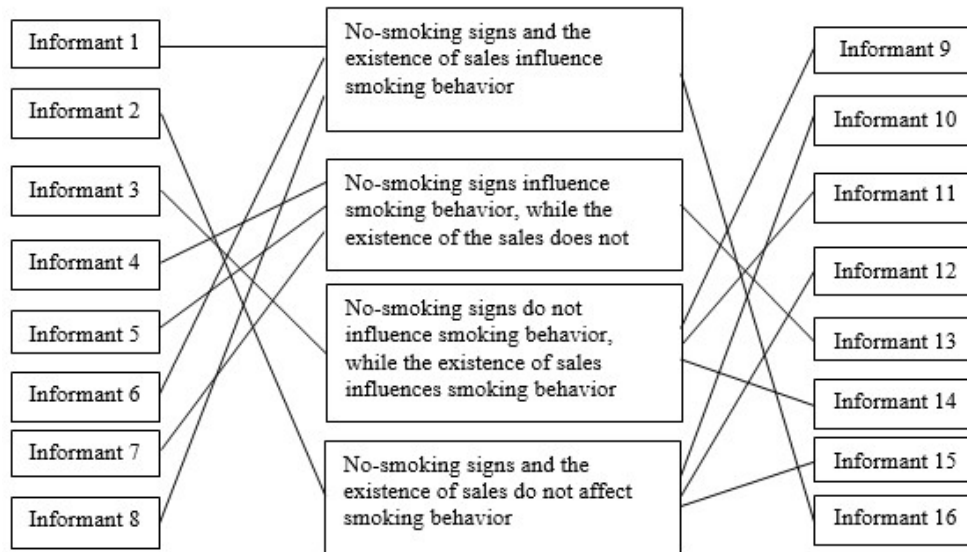 Informant 1
Informant 2
Informant 3
Informant 4
Informant 5
Informant 6
Informant 7
Informant 8
No-smoking signs and the
existence of sales influence
smoking behavior
No-smoking signs influence
smoking behavior, while the
existence of the sales does not
No-smoking signs do not
influence smoking behavior,
while the existence of sales
influences smoking behavior
No-smoking signs and the
existence of sales do not affect
smoking behavior
Informant 9
Informant 10
Informant 11
Informant 12
Informant 13
Informant 14
Informant 15
Informant 16